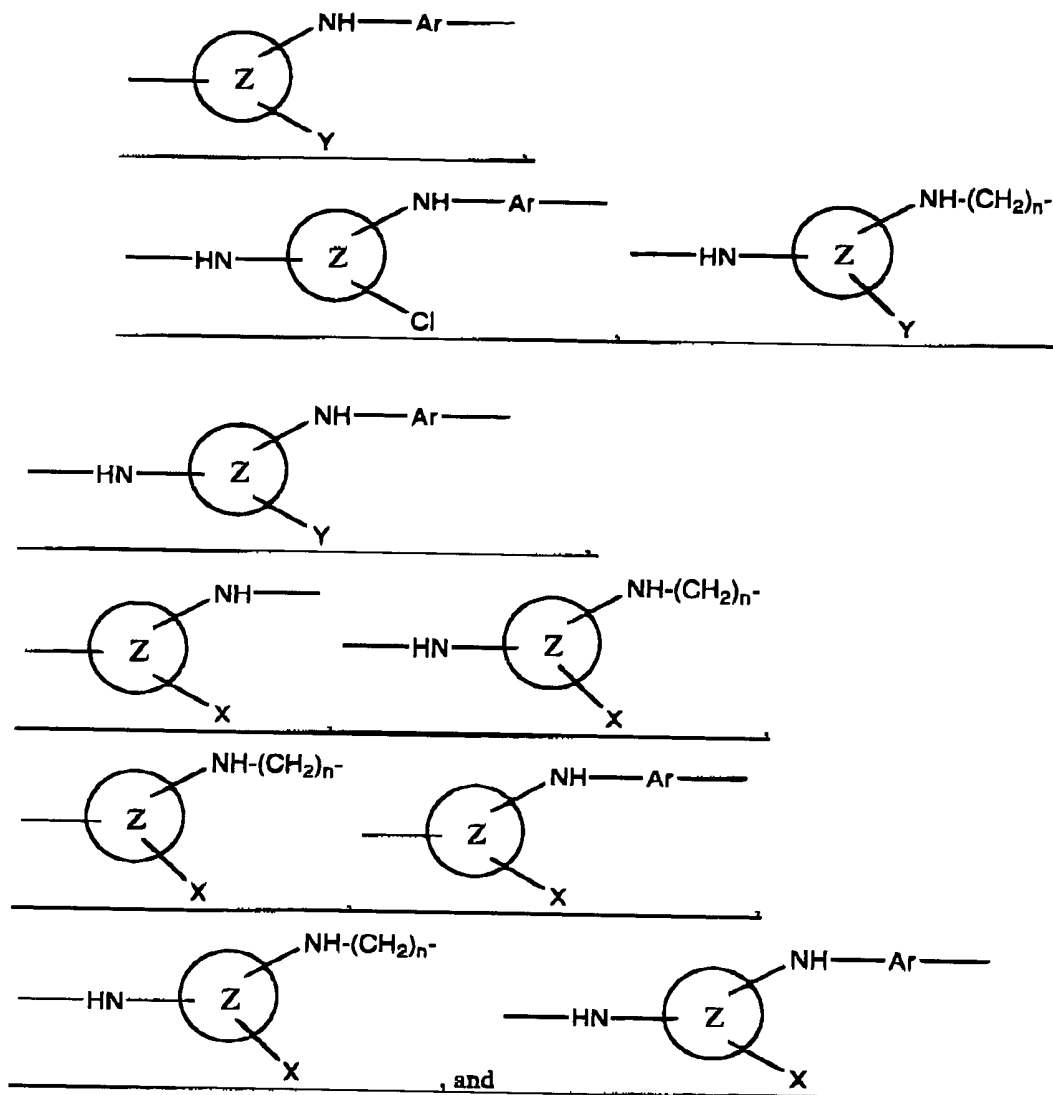 NH—Ar—
Z
Y
,
NH—Ar— NH-(CH₂)ₙ-
—HN—Z —HN—Z
Cl , Y
NH—Ar—
—HN—Z
Y
,
NH— NH-(CH₂)ₙ-
Z —HN—Z
X , X ,
NH-(CH₂)ₙ- NH—Ar—
Z Z
X , X ,
NH-(CH₂)ₙ- NH—Ar—
—HN—Z —HN—Z
X X
, and